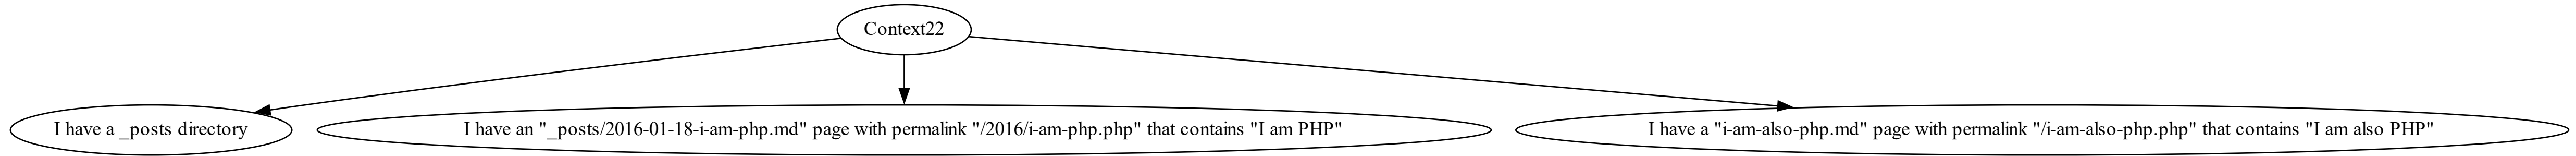 Context22
I have a _posts directory
I have an "_posts/2016-01-18-i-am-php.md" page with permalink "/2016/i-am-php.php" that contains "I am PHP"
I have a "i-am-also-php.md" page with permalink "/i-am-also-php.php" that contains "I am also PHP"